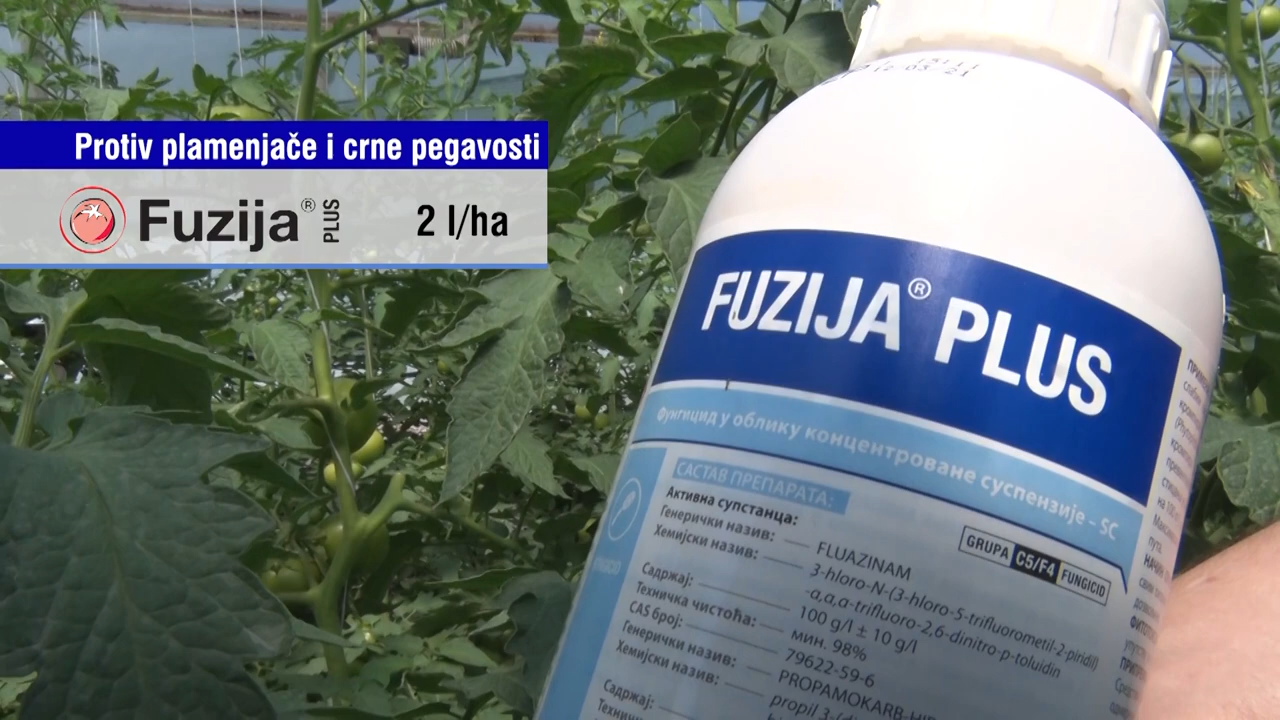 Protiv plamenjače i crne pegavosti
Fuzija® PLUS 2 l/ha
FUZIJA® PLUS
Фунгицид у облику концентроване суспензије - SC
САСТАВ ПРЕПАРАТА:
Активна супстанца:
Генерички назив: FLUAZINAM
Хемијски назив: 3-hloro-N-(3-hloro-5-trifluorometil-2-piridil)
-α,α,α-trifluoro-2,6-dinitro-p-toluidin
Садржај: 100 g/l ± 10 g/l
Техничка чистоћа: мин. 98%
CAS број: 79622-59-6
Генерички назив:
Хемијски назив: propil
Садржај:
GRUPA C5/F4 FUNGICID